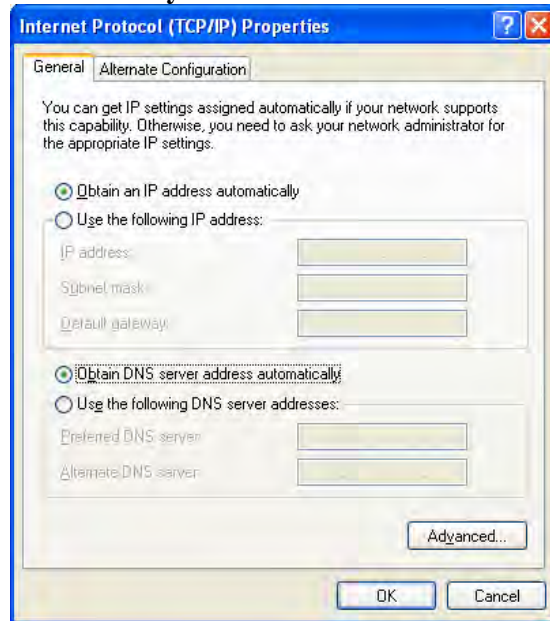 Internet Protocol (TCP/IP) Properties
General
Alternate Configuration
You can get IP settings assigned automatically if your network supports
this capability. Otherwise, you need to ask your network administrator for
the appropriate IP settings.
Obtain an IP address automatically
Use the following IP address:
IP address:
Subnet mask:
Default gateway:
Obtain DNS server address automatically
Use the following DNS server addresses:
Preferred DNS server:
Alternate DNS server:
Advanced...
OK
Cancel